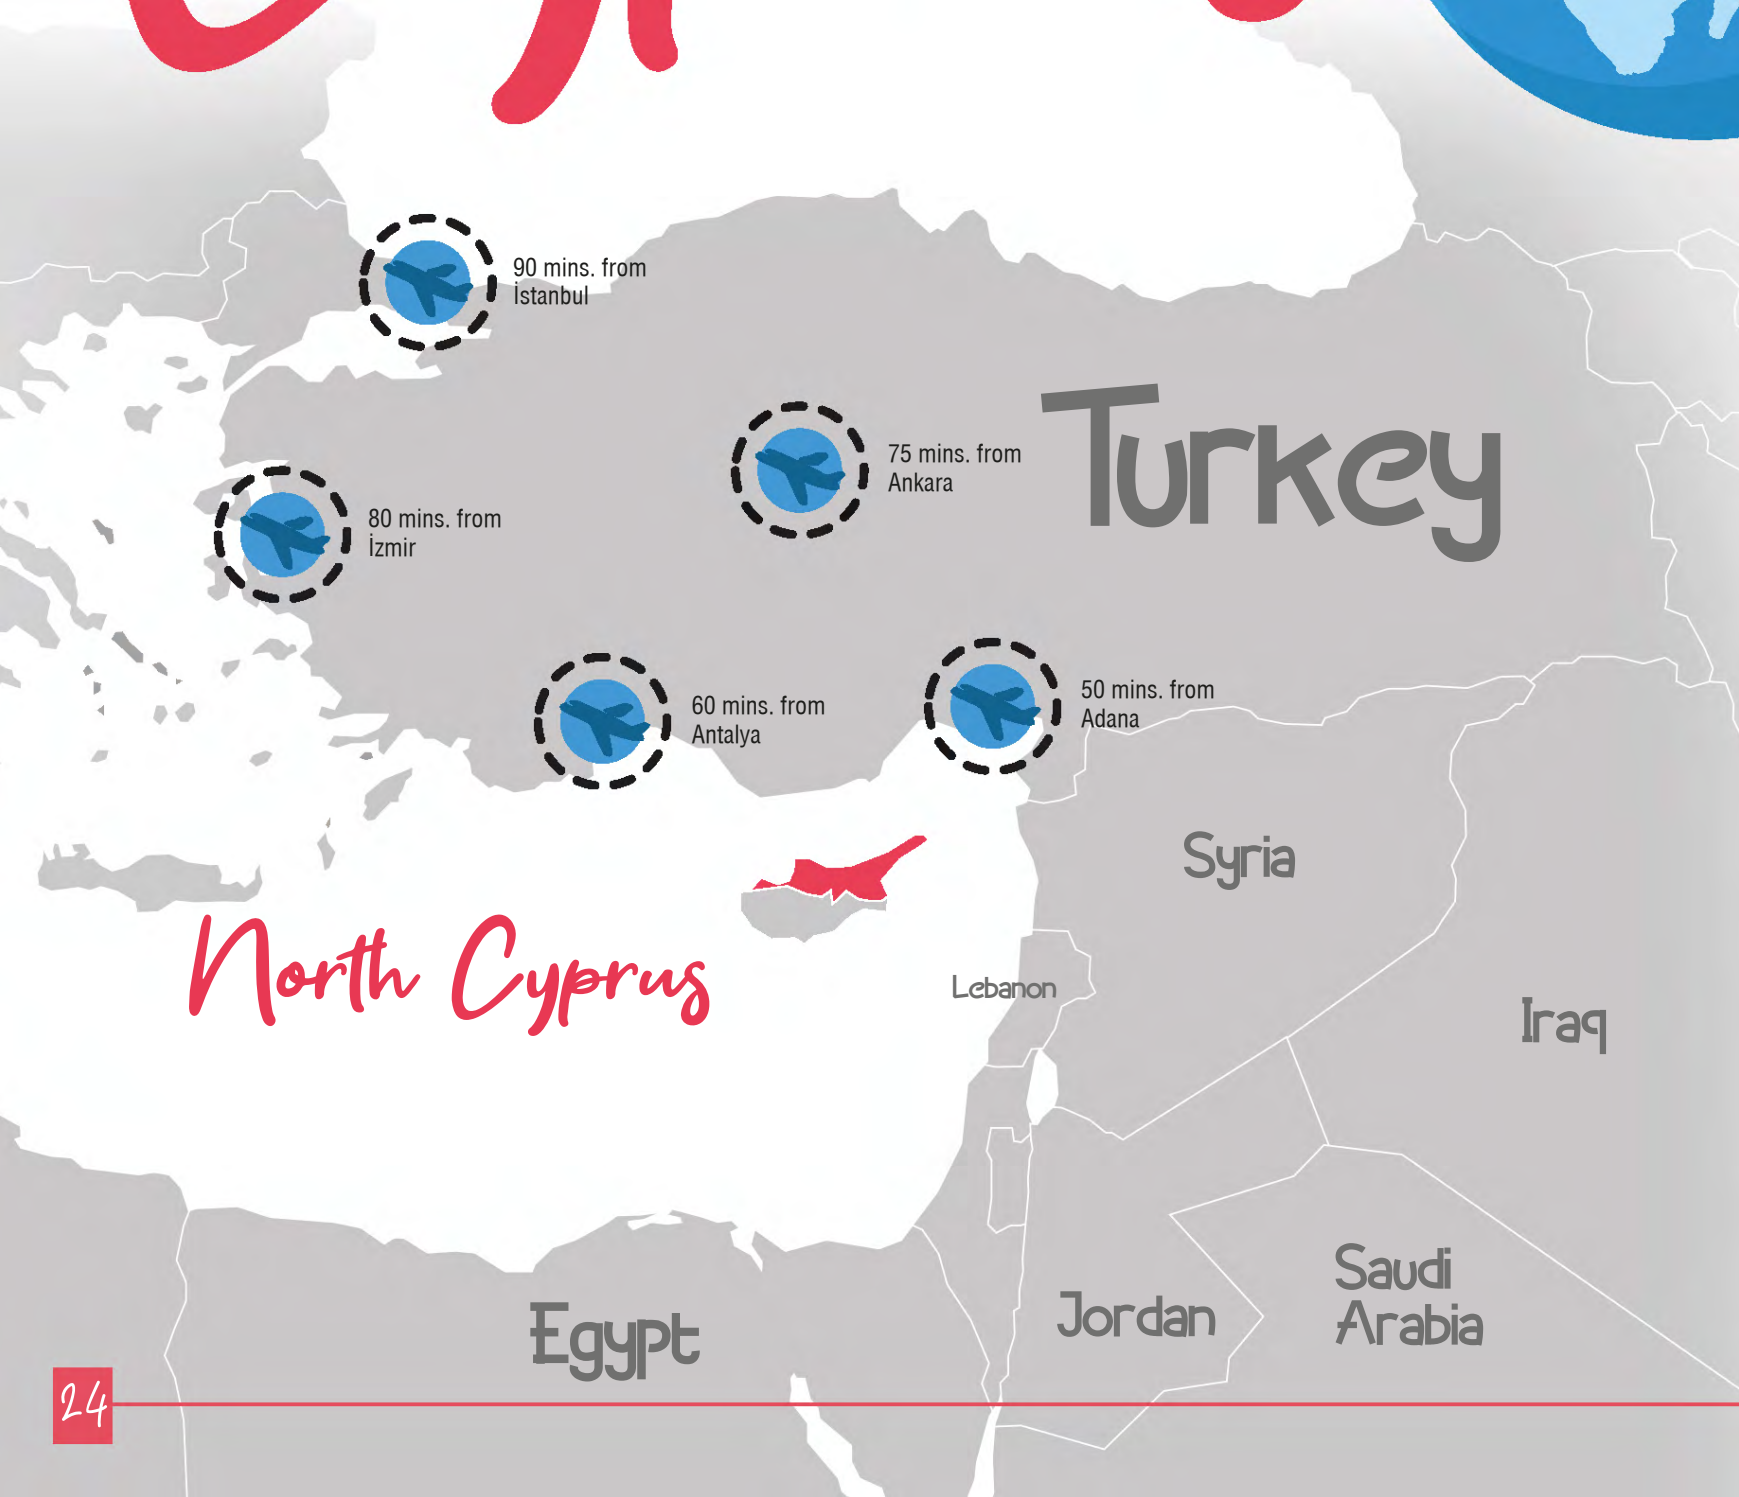 90 mins. from
İstanbul
75 mins. from
Ankara
Turkey
80 mins. from
İzmir
60 mins. from
Antalya
50 mins. from
Adana
Syria
North Cyprus
Lebanon
Iraq
Saudi
Arabia
Jordan
Egypt
24